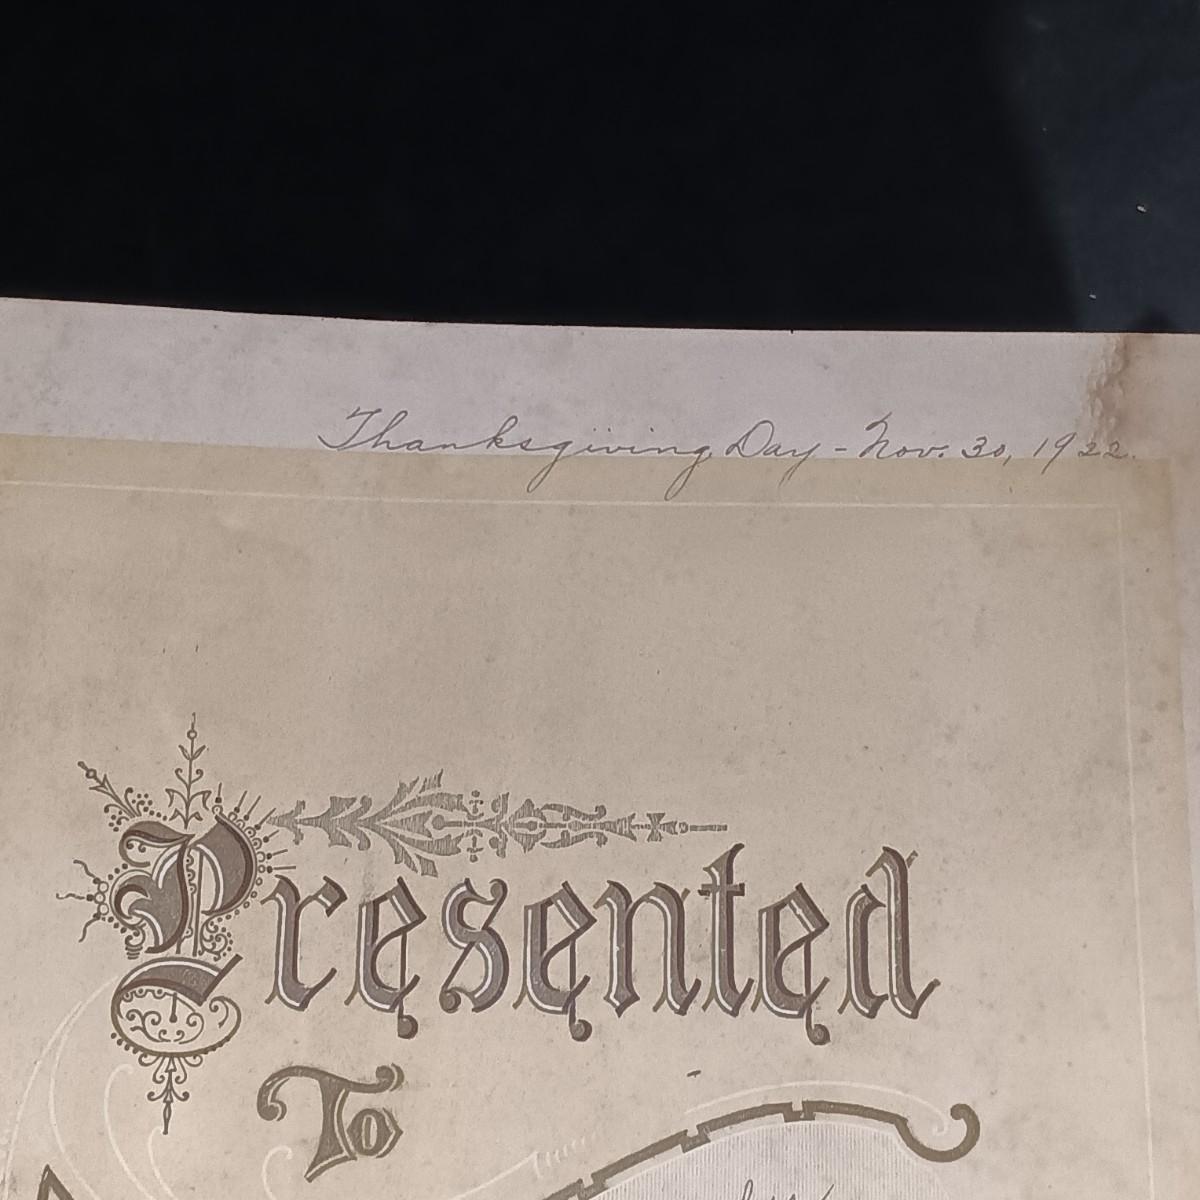 Thanksgiving Day - Nov. 30, 1922.
Presented
To